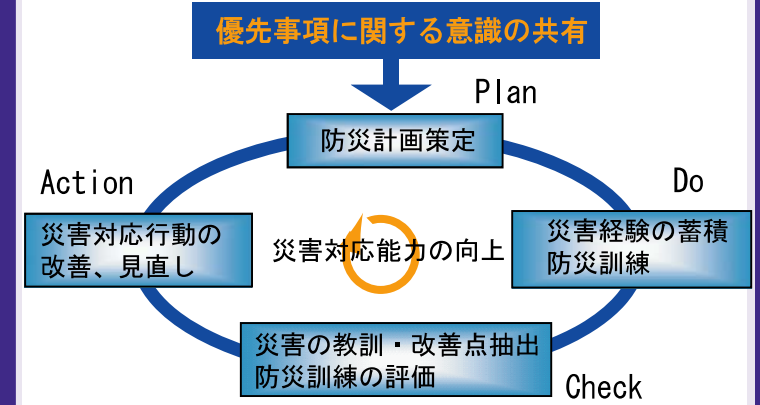 優先事項に関する意識の共有
Plan
防災計画策定
Action
Do
災害対応行動の
改善、見直し
災害対応能力の向上
災害経験の蓄積
防災訓練
災害の教訓・改善点抽出
防災訓練の評価
Check